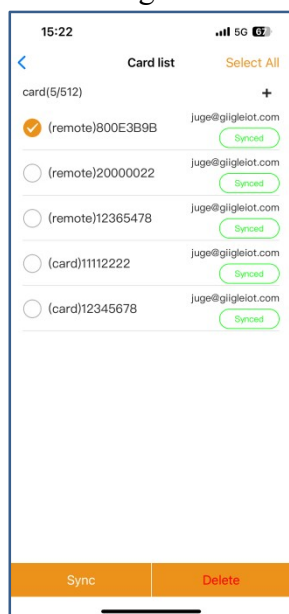 15:22 5G 67
Card list Select All
card(5/512) +
(remote)800E3B9B juge@giigleiot.com
Synced
(remote)20000022 juge@giigleiot.com
Synced
(remote)12365478 juge@giigleiot.com
Synced
(card)11112222 juge@giigleiot.com
Synced
(card)12345678 juge@giigleiot.com
Synced
Sync Delete